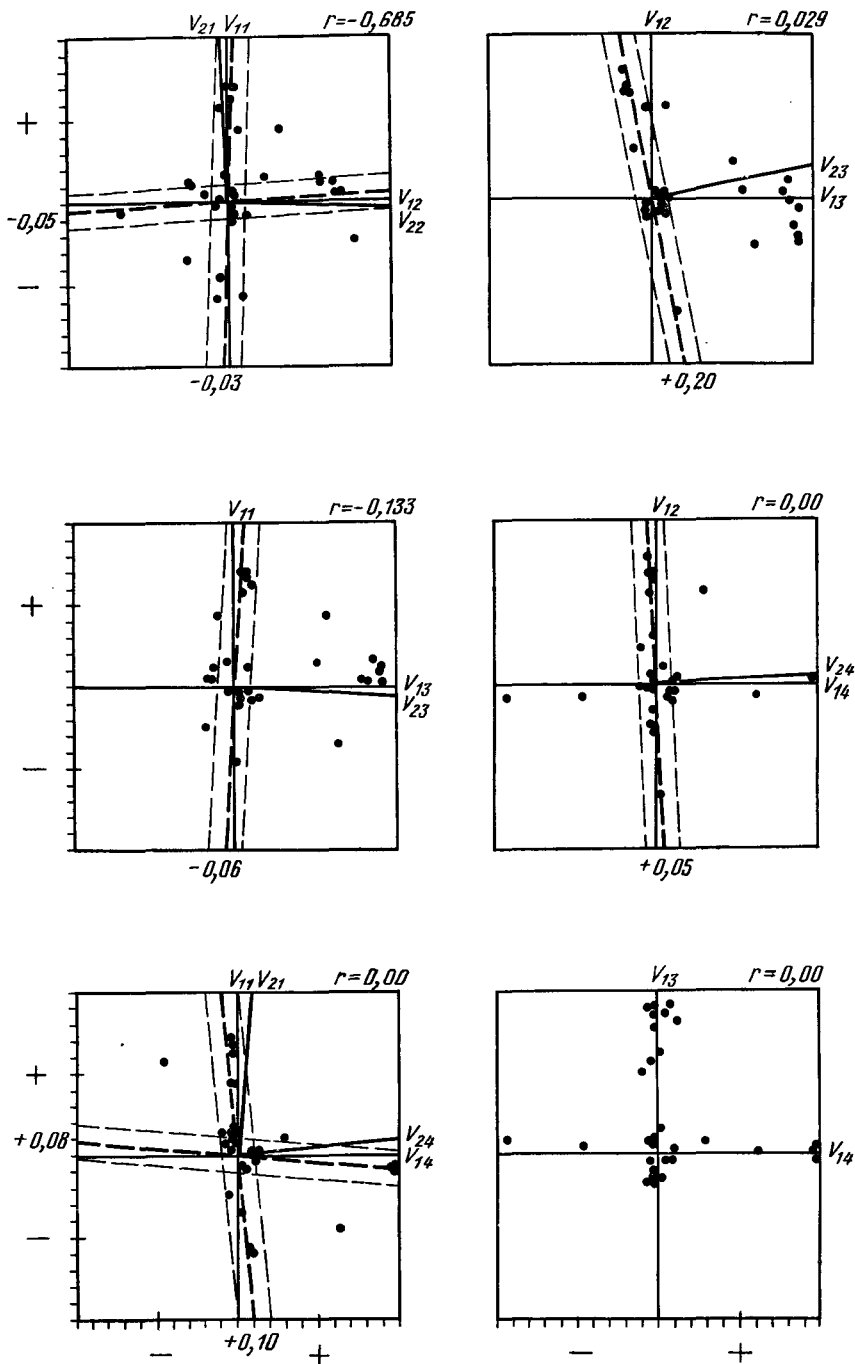 V₂₁ V₁₁ r=-0,685
+
-0,05
V₁₂
V₂₂
−
-0,03
V₁₂ r=0,029
V₂₃
V₁₃
+0,20
V₁₁ r=-0,133
+
V₁₃
V₂₃
−
-0,06
V₁₂ r=0,00
V₂₄
V₁₄
+0,05
V₁₁ V₂₁ r=0,00
+
+0,08
V₂₄
V₁₄
−
+0,10
− +
V₁₃ r=0,00
V₁₄
− +